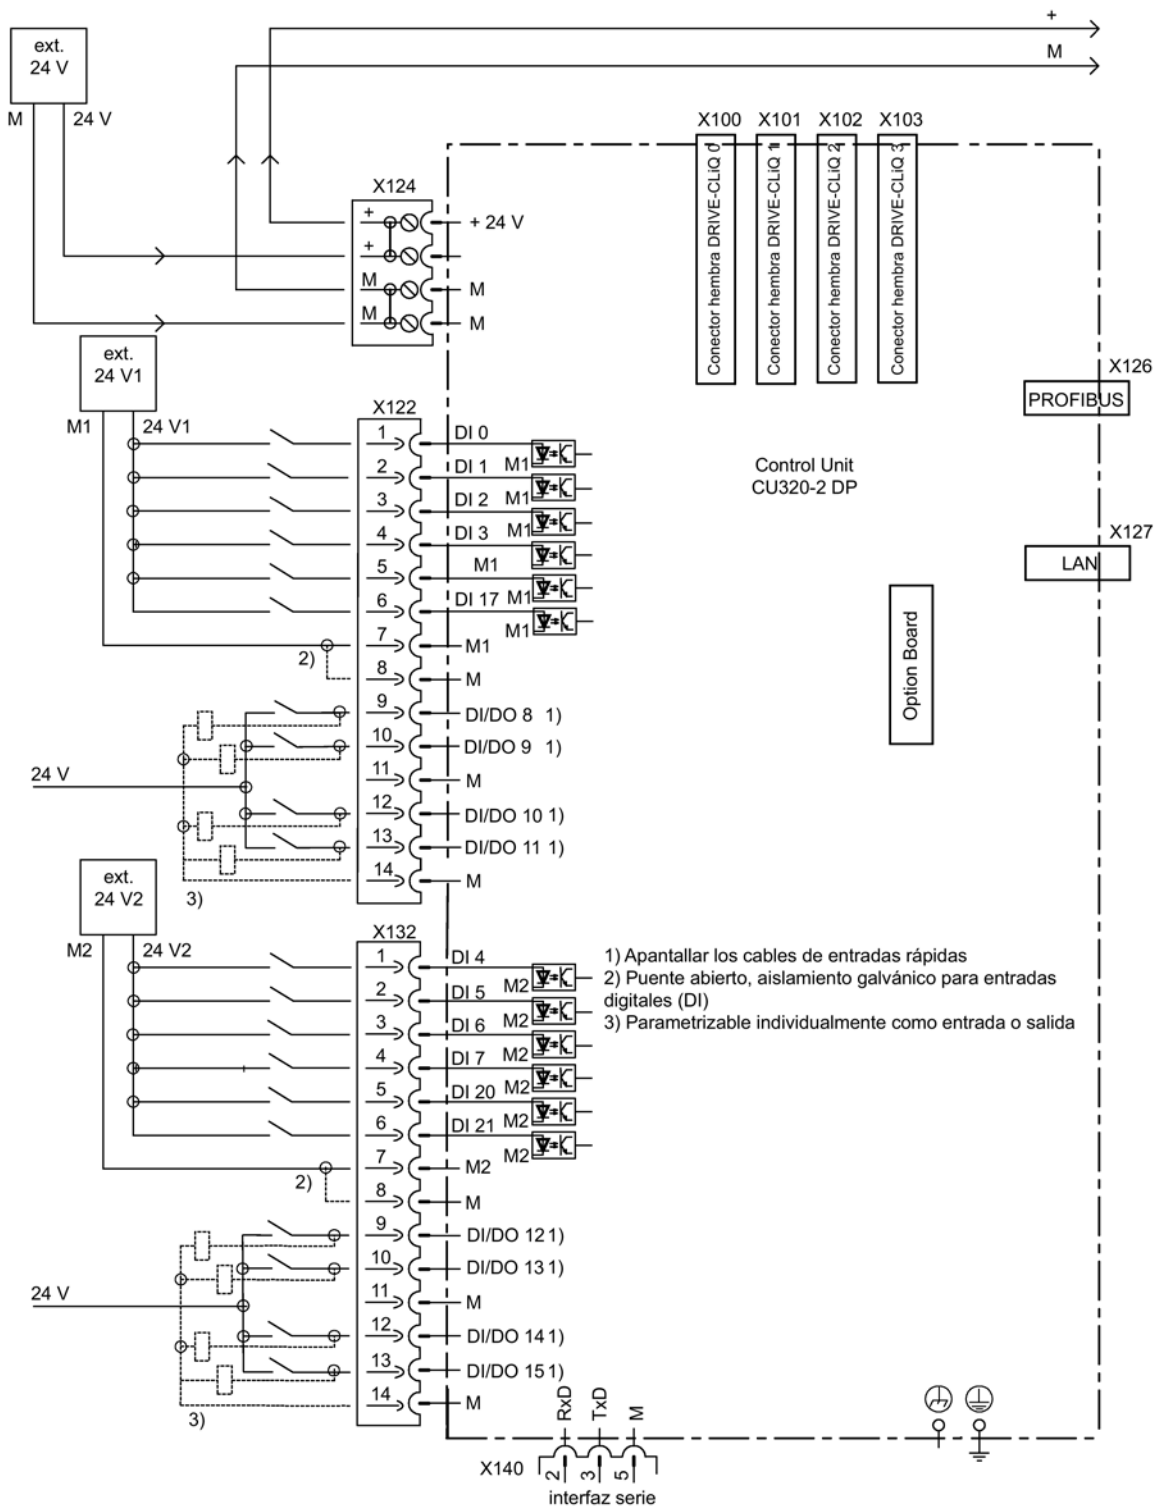 +
M
ext.
24 V
M 24 V
X100 X101 X102 X103
Conector hembra DRIVE-CLiQ 0
Conector hembra DRIVE-CLiQ 1
Conector hembra DRIVE-CLiQ 2
Conector hembra DRIVE-CLiQ 3
X124
+ + 24 V
+
M M
M M
ext.
24 V1
M1 24 V1
X126
PROFIBUS
Control Unit
CU320-2 DP
X127
LAN
Option Board
X122
1 DI 0
M1
2 DI 1
M1
3 DI 2
M1
4 DI 3
5 M1
M1
6 DI 17
M1
7 M1
2)
8 M
9 DI/DO 8 1)
10 DI/DO 9 1)
24 V
11 M
12 DI/DO 10 1)
13 DI/DO 11 1)
14 M
3)
ext.
24 V2
M2 24 V2
X132
1 DI 4
M2
2 DI 5
M2
3 DI 6
M2
4 DI 7
M2
5 DI 20
M2
6 DI 21
M2
7 M2
2)
8 M
9 DI/DO 12 1)
10 DI/DO 13 1)
24 V
11 M
12 DI/DO 14 1)
13 DI/DO 15 1)
14 M
3)
1) Apantallar los cables de entradas rápidas
2) Puente abierto, aislamiento galvánico para entradas
digitales (DI)
3) Parametrizable individualmente como entrada o salida
RxD TxD M
X140 2 3 5
interfaz serie